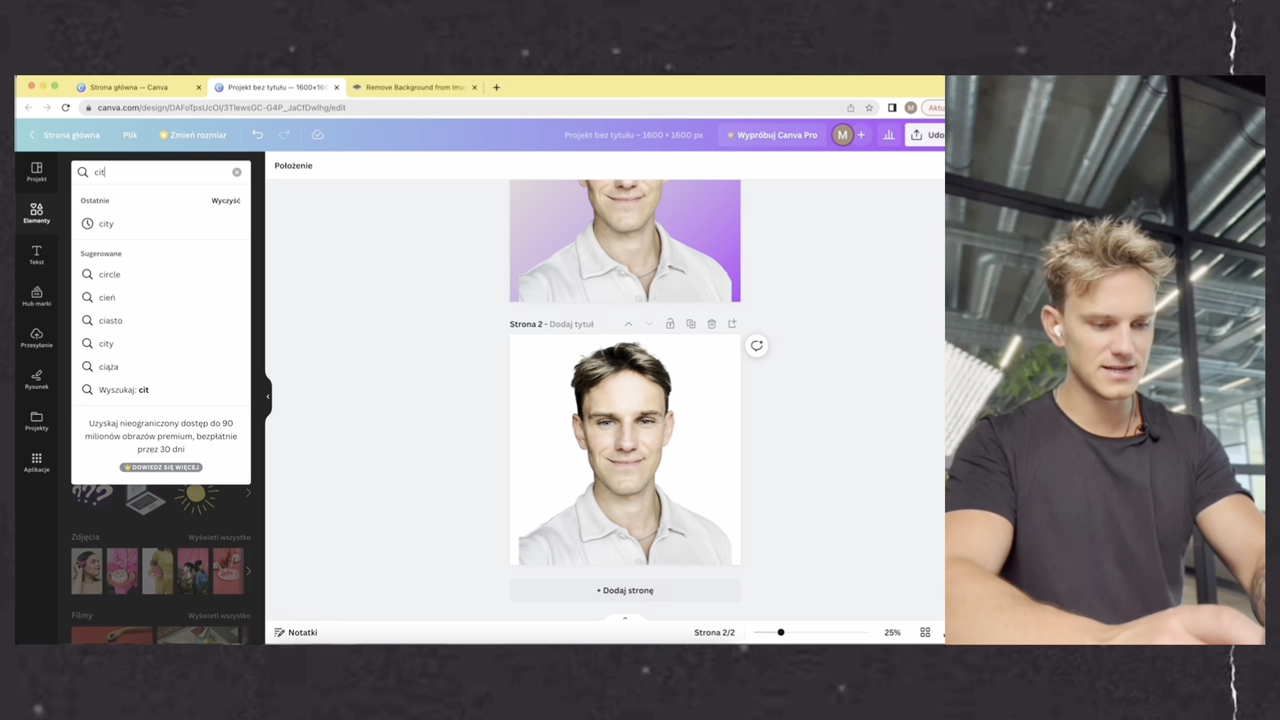 Strona główna — Canva
Projekt bez tytułu — 1600×160
Remove Background from Ima
canva.com/design/DAFoTpsUcOI/3TIewsGC-G4P_JaCfDwIhg/edit
M
Aktu
Strona główna
Plik
Zmień rozmiar
Projekt bez tytułu – 1600 × 1600 px
Wypróbuj Canva Pro
M
Udo
Projekt
Elementy
Tekst
Hub marki
Przesyłanie
Rysunek
Projekty
Aplikacje
cit
Ostatnie
Wyczyść
city
Sugerowane
circle
cień
ciasto
city
ciąża
Wyszukaj: cit
Uzyskaj nieograniczony dostęp do 90
milionów obrazów premium, bezpłatnie
przez 30 dni
DOWIEDZ SIĘ WIĘCEJ
???
Zdjęcia
Wyświetl wszystko
Filmy
Wyświetl wszystko
Położenie
Strona 2 - Dodaj tytuł
+ Dodaj stronę
Notatki
Strona 2/2
25%